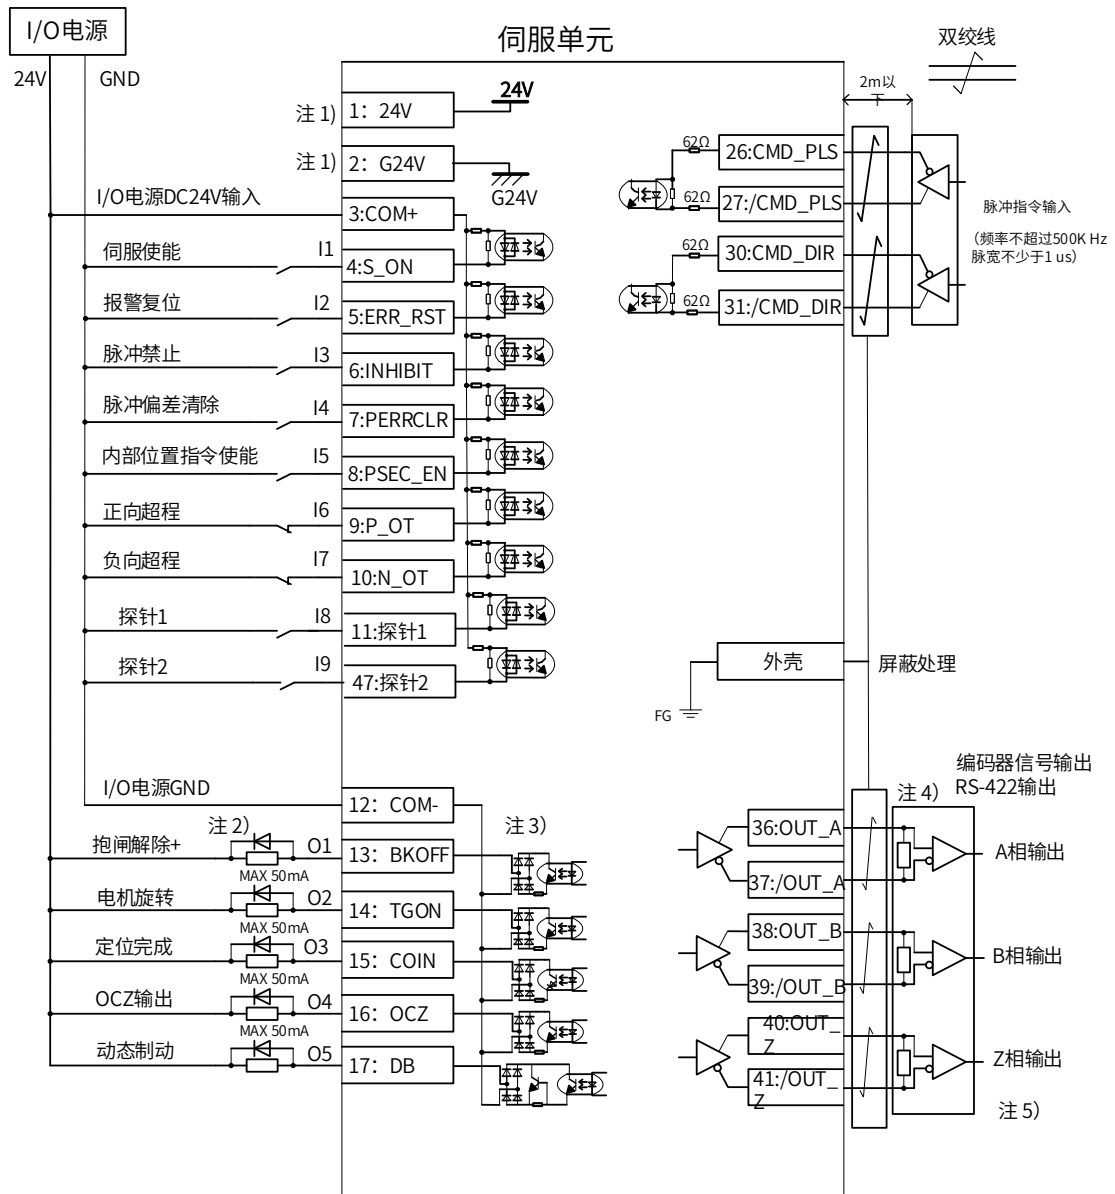 I/O电源
24V
GND
伺服单元
双绞线
2m以
下
24V
注 1)
1：24V
注 1)
2：G24V
G24V
I/O电源DC24V输入
3:COM+
伺服使能
I1
4:S_ON
报警复位
I2
5:ERR_RST
脉冲禁止
I3
6:INHIBIT
脉冲偏差清除
I4
7:PERRCLR
内部位置指令使能
I5
8:PSEC_EN
正向超程
I6
9:P_OT
负向超程
I7
10:N_OT
探针1
I8
11:探针1
探针2
I9
47:探针2
62Ω
26:CMD_PLS
62Ω
27:/CMD_PLS
62Ω
30:CMD_DIR
62Ω
31:/CMD_DIR
脉冲指令输入
（频率不超过500K Hz
脉宽不少于1 us）
外壳
屏蔽处理
FG
I/O电源GND
12：COM-
注 2）
注 3）
抱闸解除+
O1
13：BKOFF
MAX 50mA
电机旋转
O2
14：TGON
MAX 50mA
定位完成
O3
15：COIN
MAX 50mA
OCZ输出
O4
16：OCZ
MAX 50mA
动态制动
O5
17：DB
编码器信号输出
RS-422输出
注 4）
36:OUT_A
37:/OUT_A
A相输出
38:OUT_B
39:/OUT_B
B相输出
40:OUT_
Z
41:/OUT_
Z
Z相输出
注 5）